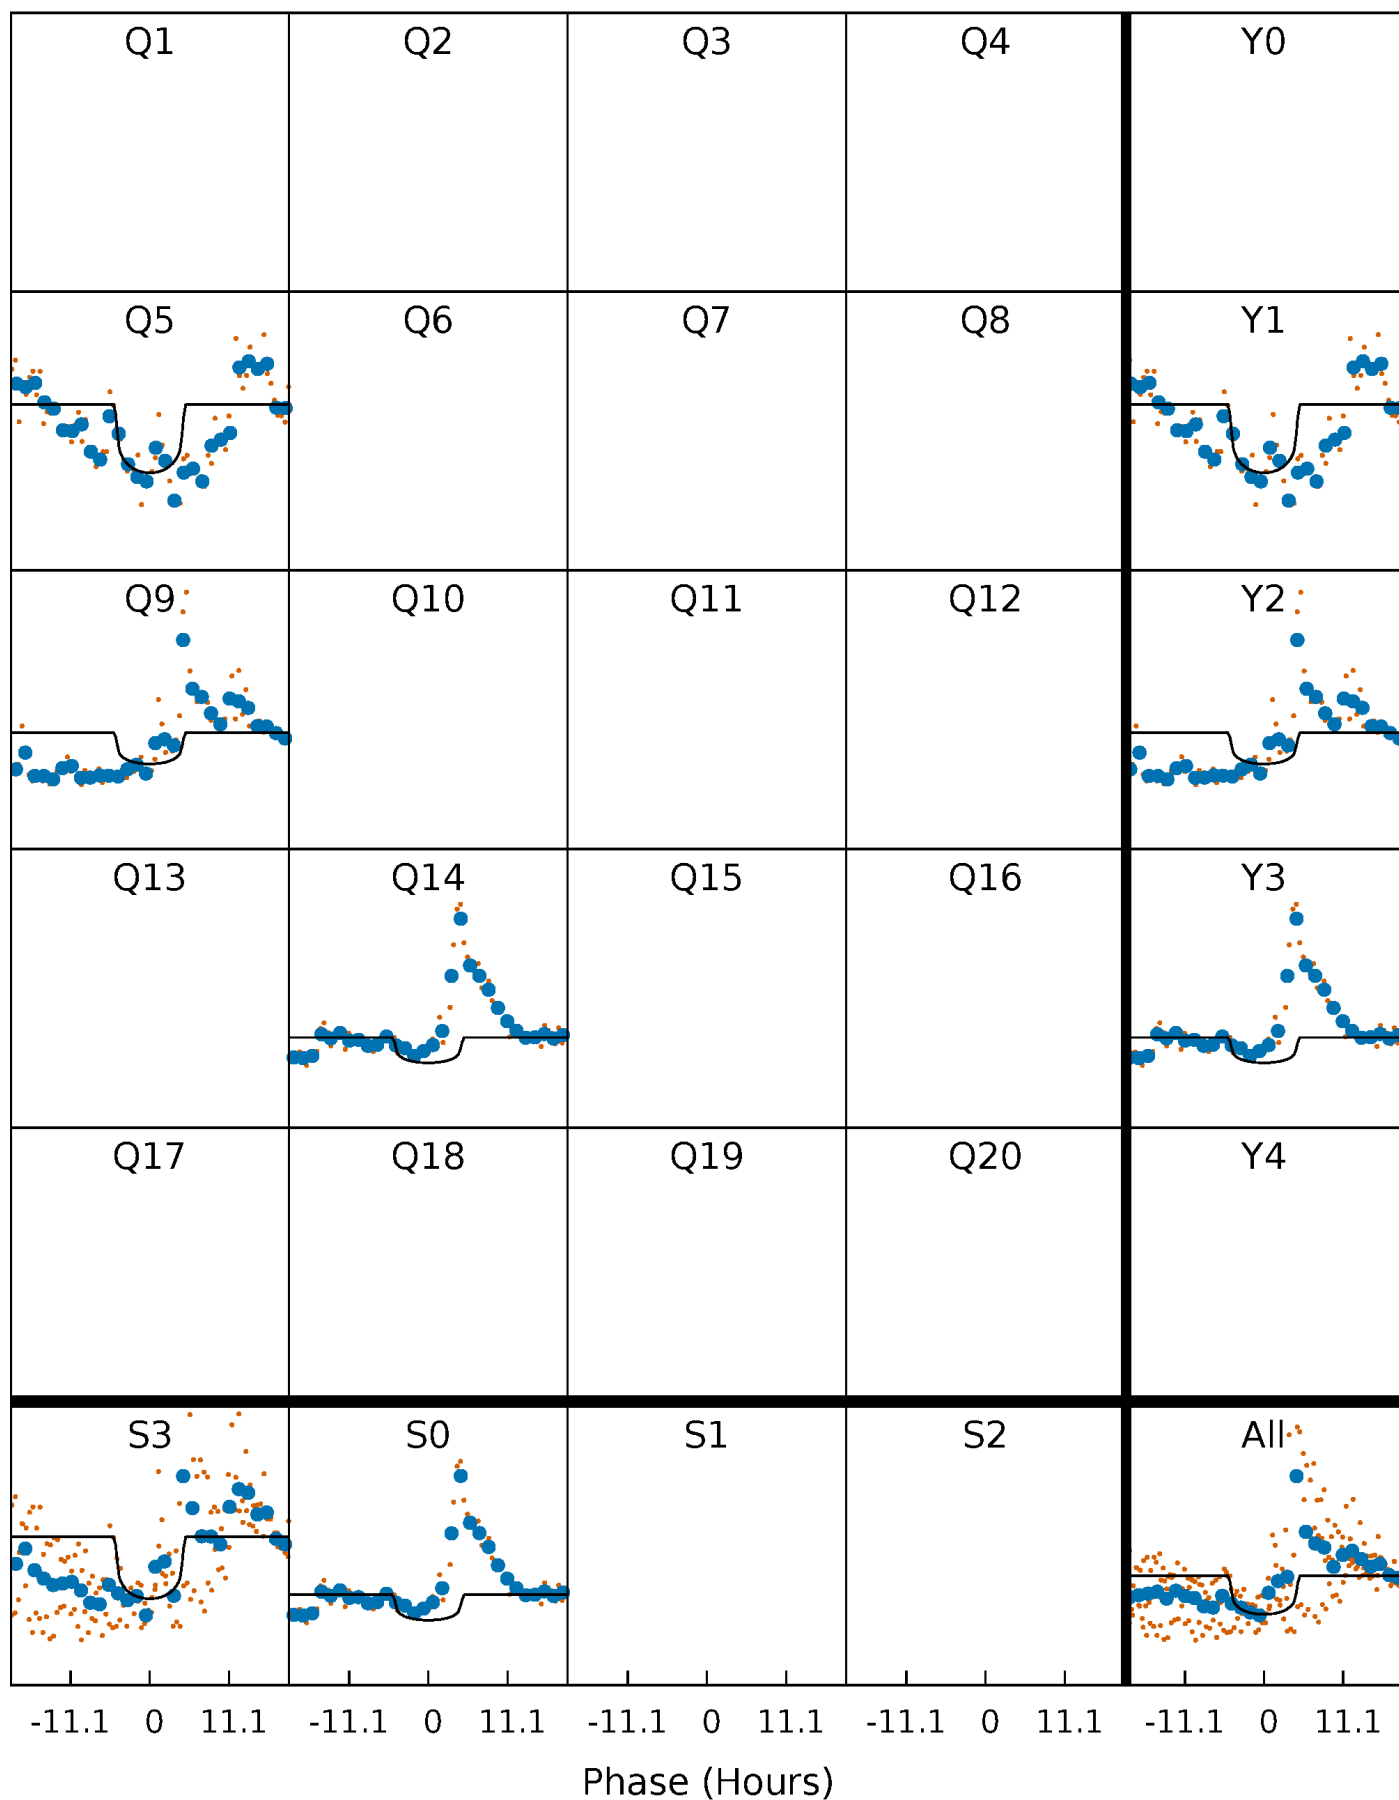 Q1 Q2 Q3 Q4 Y0
Q5 Q6 Q7 Q8 Y1
Q9 Q10 Q11 Q12 Y2
Q13 Q14 Q15 Q16 Y3
Q17 Q18 Q19 Q20 Y4
S3 S0 S1 S2 All
-11.1 0 11.1 -11.1 0 11.1 -11.1 0 11.1 -11.1 0 11.1 -11.1 0 11.1
Phase (Hours)